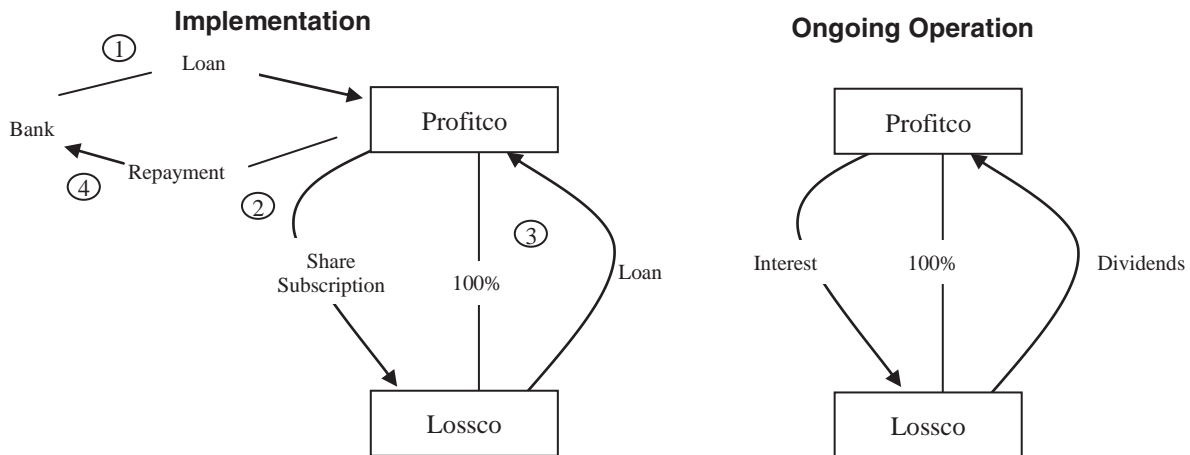 Implementation
① Loan
Bank
Profitco
Repayment
④
②
③
Share
Subscription
100%
Loan
Lossco
Ongoing Operation
Profitco
Interest
100%
Dividends
Lossco